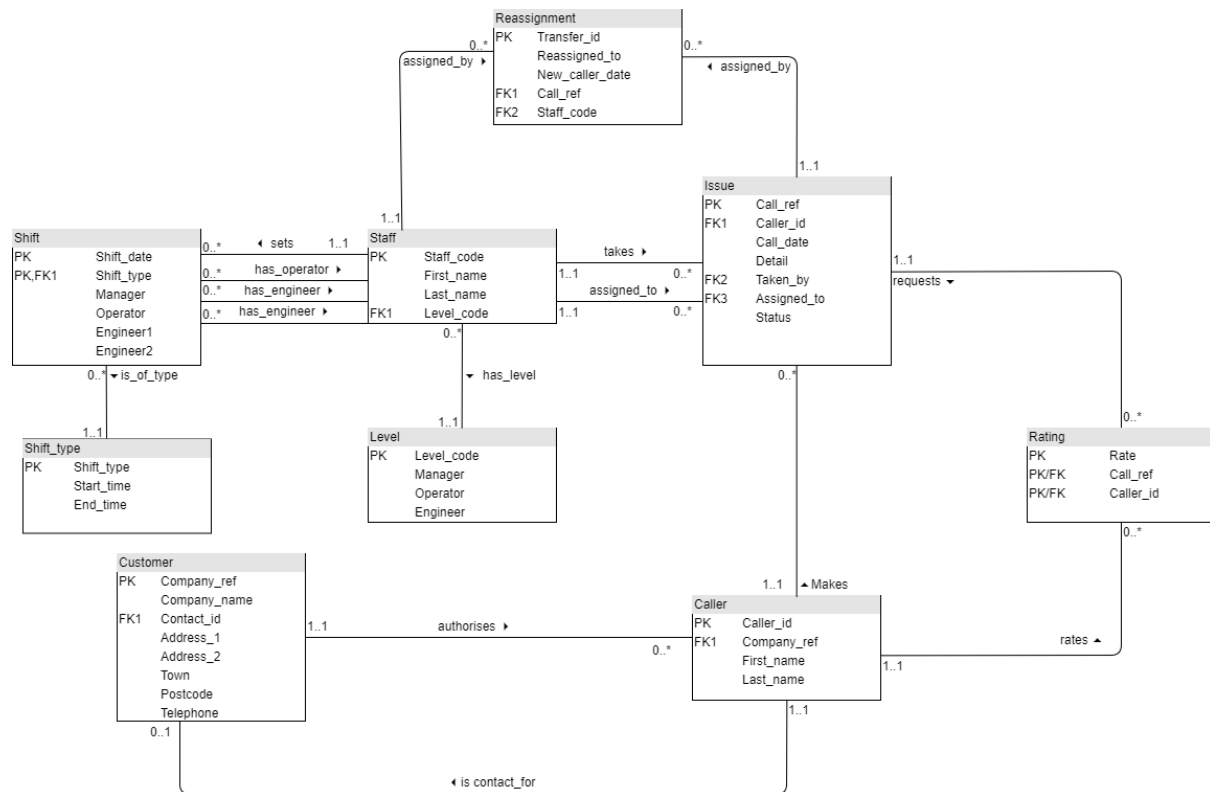 Reassignment
PK Transfer_id
Reassigned_to
New_caller_date
FK1 Call_ref
FK2 Staff_code
0..*
0..*
assigned_by
assigned_by
1..1
1..1
Issue
PK Call_ref
FK1 Caller_id
Call_date
Detail
FK2 Taken_by
FK3 Assigned_to
Status
Shift
PK Shift_date
PK,FK1 Shift_type
Manager
Operator
Engineer1
Engineer2
0..* sets 1..1
0..* has_operator
0..* has_engineer
0..* has_engineer
Staff
PK Staff_code
First_name
Last_name
FK1 Level_code
takes
1..1 0..*
assigned_to
1..1 0..*
1..1
requests
0..* is_of_type
1..1
0..*
has_level
1..1
0..*
0..*
Shift_type
PK Shift_type
Start_time
End_time
Level
PK Level_code
Manager
Operator
Engineer
Rating
PK Rate
PK/FK Call_ref
PK/FK Caller_id
0..*
Customer
PK Company_ref
Company_name
FK1 Contact_id
Address_1
Address_2
Town
Postcode
Telephone
1..1 authorises 0..*
1..1 Makes
Caller
PK Caller_id
FK1 Company_ref
First_name
Last_name
rates
1..1
0..1
1..1
is contact_for